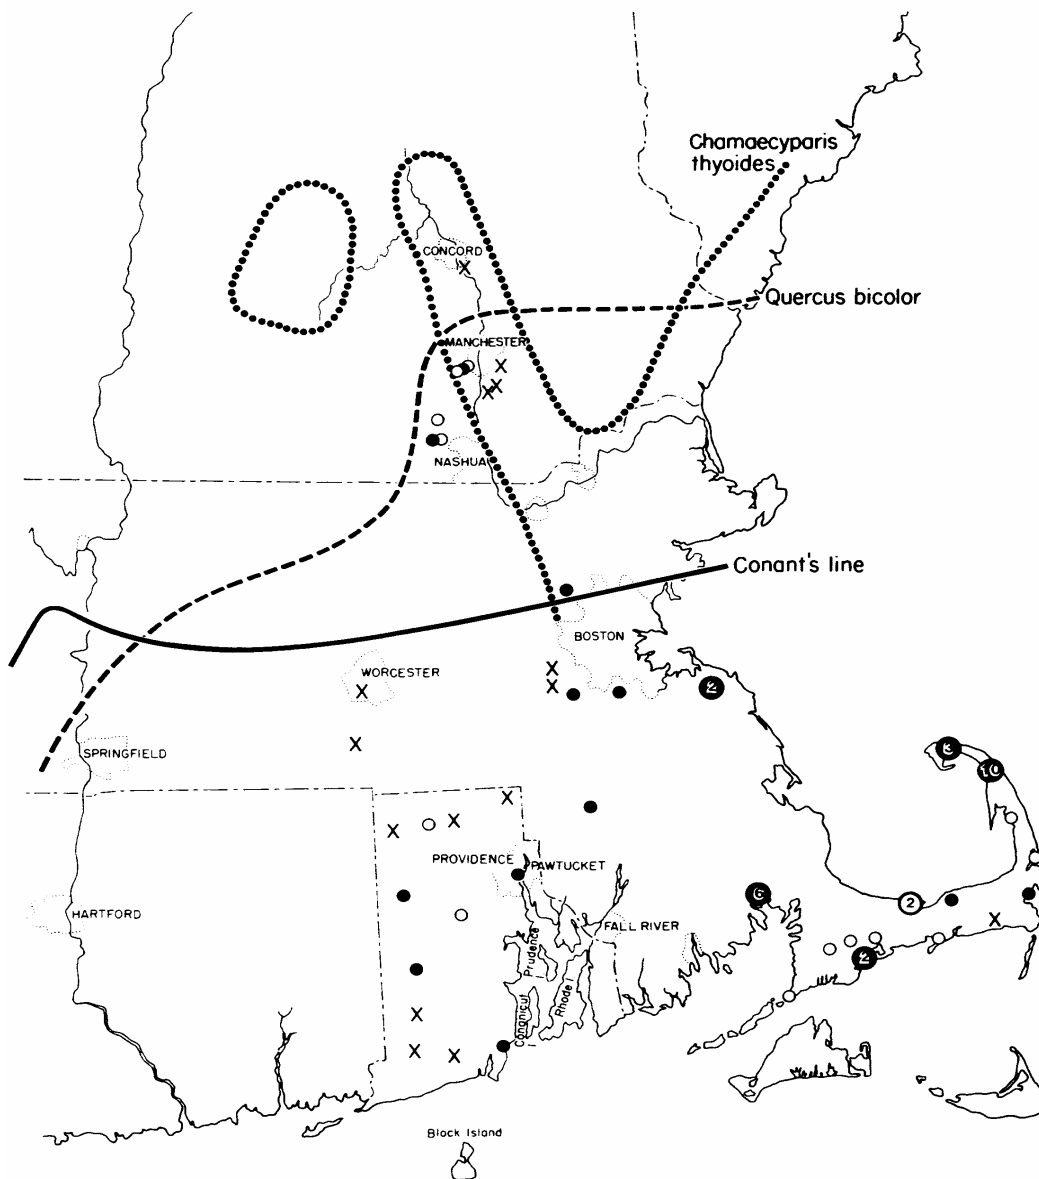 Chamaecyparis
thyoides
CONCORD
Quercus bicolor
MANCHESTER
NASHUA
Conant's line
BOSTON
WORCESTER
2
SPRINGFIELD
3
10
PROVIDENCE
PAWTUCKET
6
2
HARTFORD
FALL RIVER
Prudence
2
Rhode I
Conanicut
Block Island